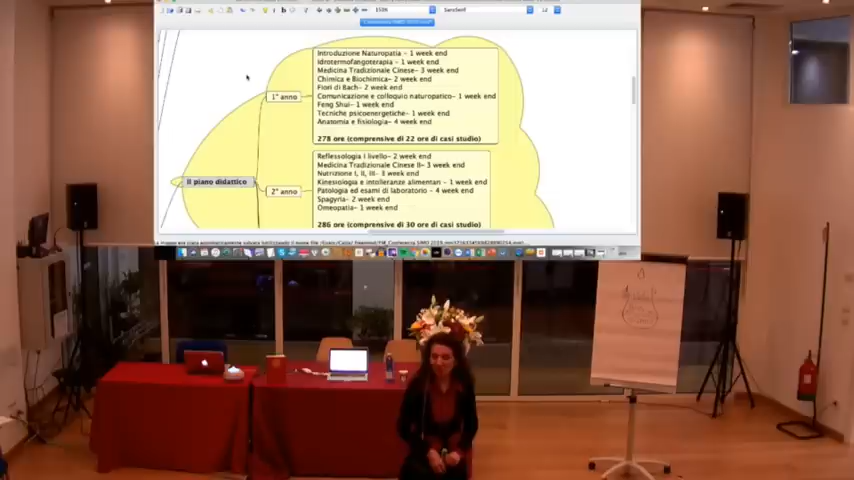 150%
SansSerif
12
Introduzione Naturopatia- 1 week end
Idrotermofangoterapia - 1 week end
Medicina Tradizionale Cinese- 3 week end
Chimica e Biochimica- 2 week end
Fiori di Bach- 2 week end
Comunicazione e colloquio naturopatico- 1 week end
Feng Shui- 1 week end
Tecniche psicoenergetiche- 1 week end
Anatomia e fisiologia- 4 week end
278 ore (comprensive di 22 ore di casi studio)
1° anno
Il piano didattico
2° anno
Reflessologia I livello- 2 week end
Medicina Tradizionale Cinese II- 3 week end
Nutrizione I, II, III- 3 week end
Kinesiologia e intolleranze alimentari - 1 week end
Patologia ed esami di laboratorio - 4 week end
Spagyria- 2 week end
Omeopatia- 1 week end
286 ore (comprensive di 30 ore di casi studio)